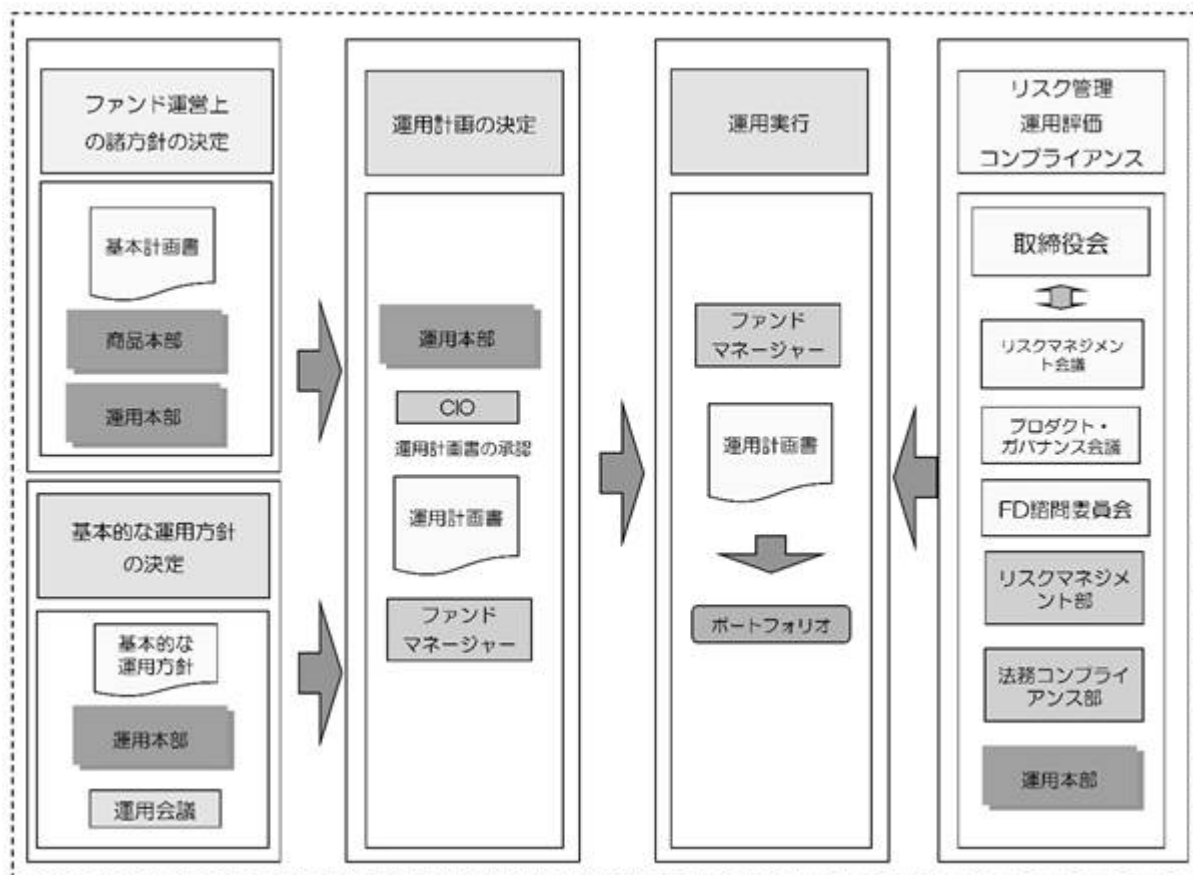 ファンド運営上
の諸方針の決定
基本計画書
商品本部
運用本部
基本的な運用方針
の決定
基本的な
運用方針
運用本部
運用会議
運用計画の決定
運用本部
CIO
運用計画書の承認
運用計画書
ファンド
マネージャー
運用実行
ファンド
マネージャー
運用計画書
ポートフォリオ
リスク管理
運用評価
コンプライアンス
取締役会
リスクマネジメン
ト会議
プロダクト・
ガバナンス会議
FD諮問委員会
リスクマネジメ
ント部
法務コンプライ
アンス部
運用本部